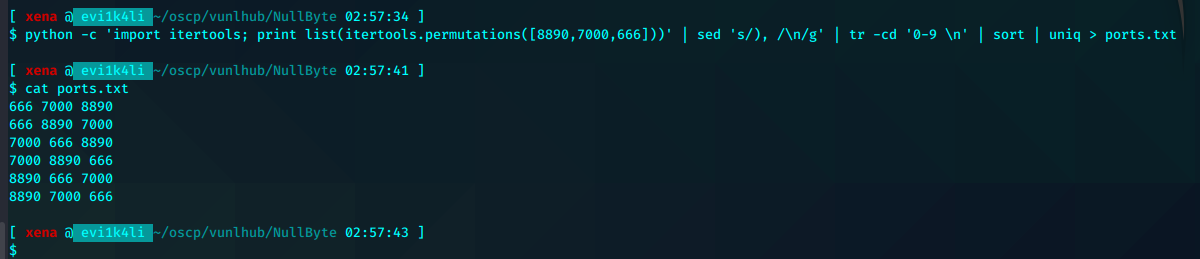 [ xena @ evi1k4li ~/oscp/vunlhub/NullByte 02:57:34 ]
$ python -c 'import itertools; print list(itertools.permutations([8890,7000,666]))' | sed 's/), /\n/g' | tr -cd '0-9 \n' | sort | uniq > ports.txt
[ xena @ evi1k4li ~/oscp/vunlhub/NullByte 02:57:41 ]
$ cat ports.txt
666 7000 8890
666 8890 7000
7000 666 8890
7000 8890 666
8890 666 7000
8890 7000 666
[ xena @ evi1k4li ~/oscp/vunlhub/NullByte 02:57:43 ]
$